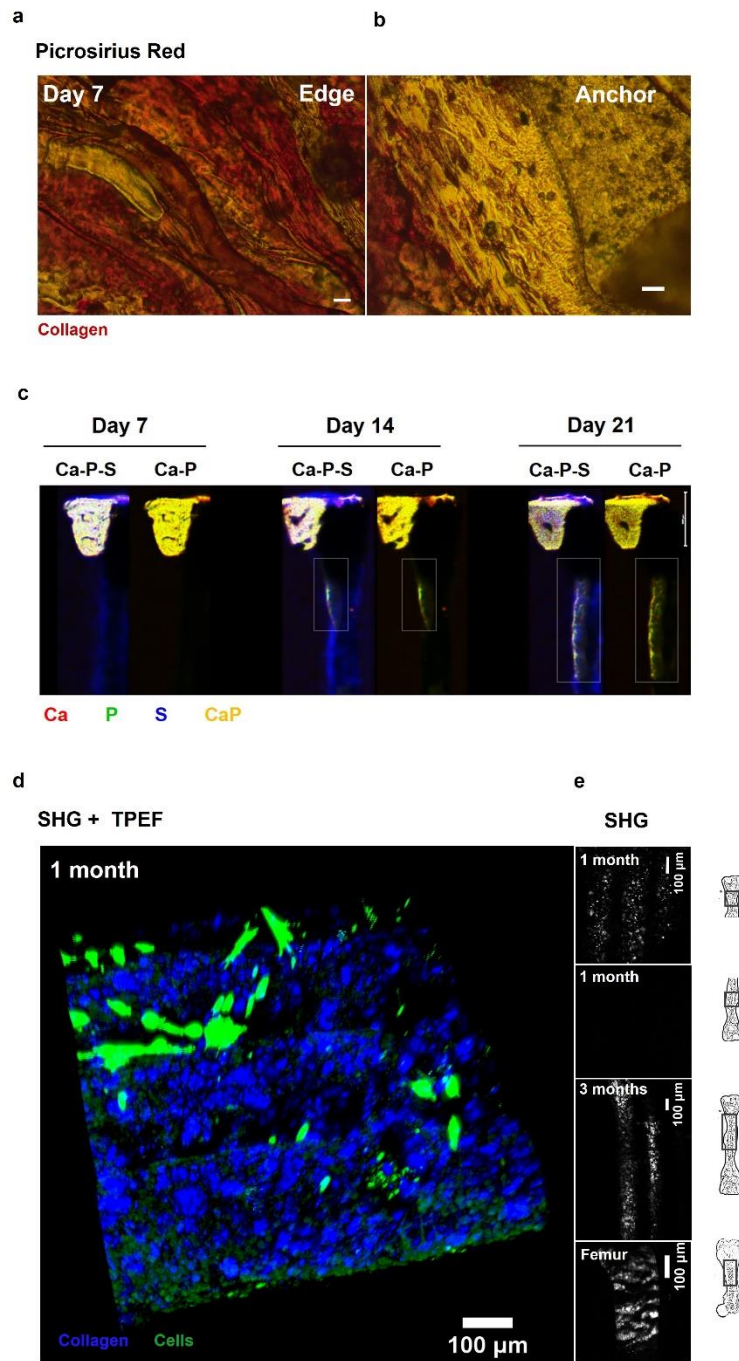 a
b
Picrosirius Red
Day 7
Edge
Anchor
Collagen
c
Day 7
Day 14
Day 21
Ca-P-S
Ca-P
Ca-P-S
Ca-P
Ca-P-S
Ca-P
Ca
P
S
CaP
d
e
SHG + TPEF
SHG
1 month
1 month
100 µm
1 month
3 months
100 µm
Femur
100 µm
Collagen
Cells
100 µm